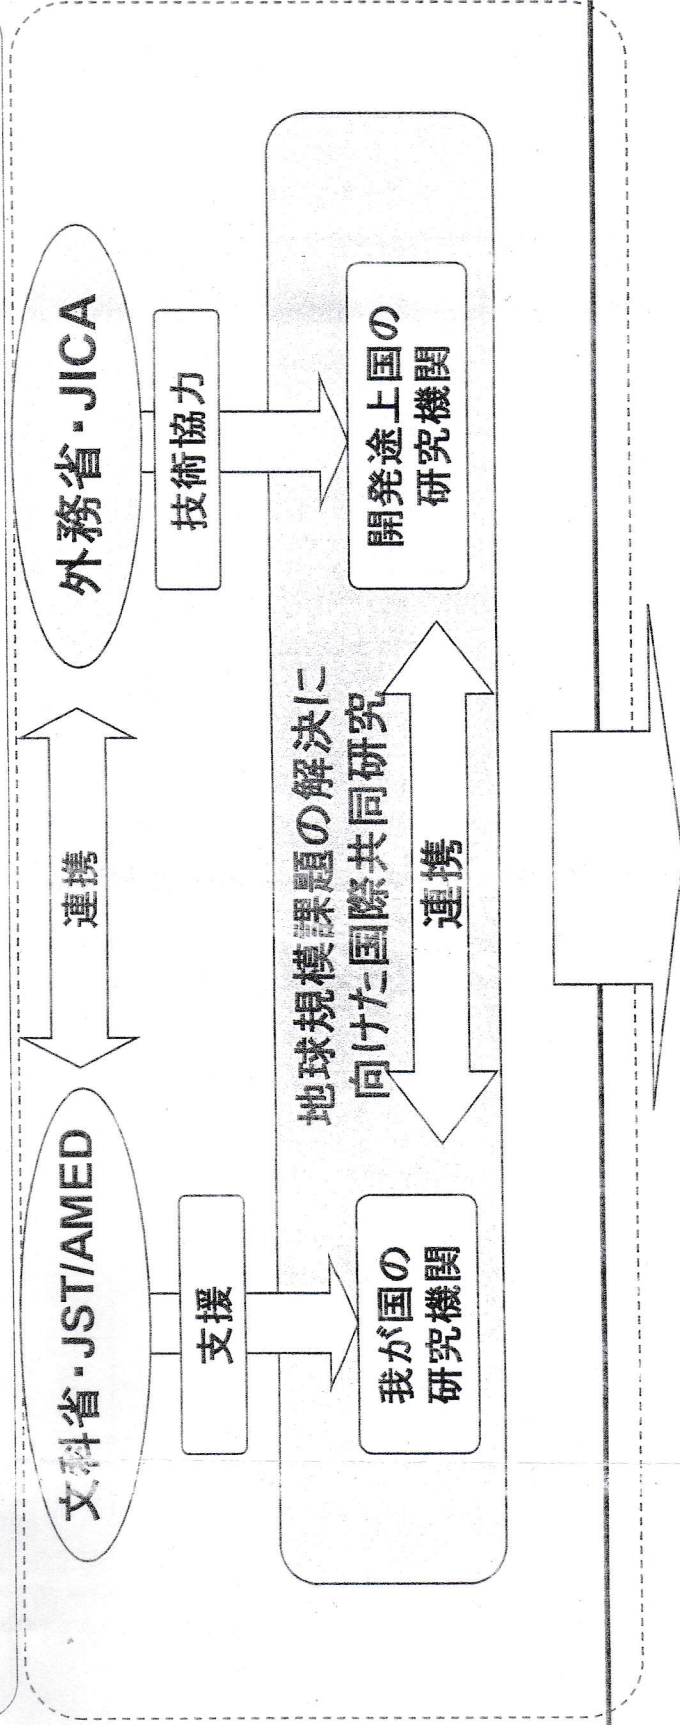 文科省・JST/AMED
連携
外務省・JICA
支援
技術協力
地球規模課題の解決に
向けた国際共同研究
我が国の
研究機関
連携
開発途上国の
研究機関